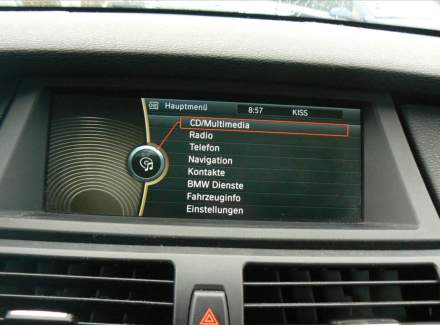 Hauptmenü 8:57 KISS
CD/Multimedia
Radio
Telefon
Navigation
Kontakte
BMW Dienste
Fahrzeuginfo
Einstellungen